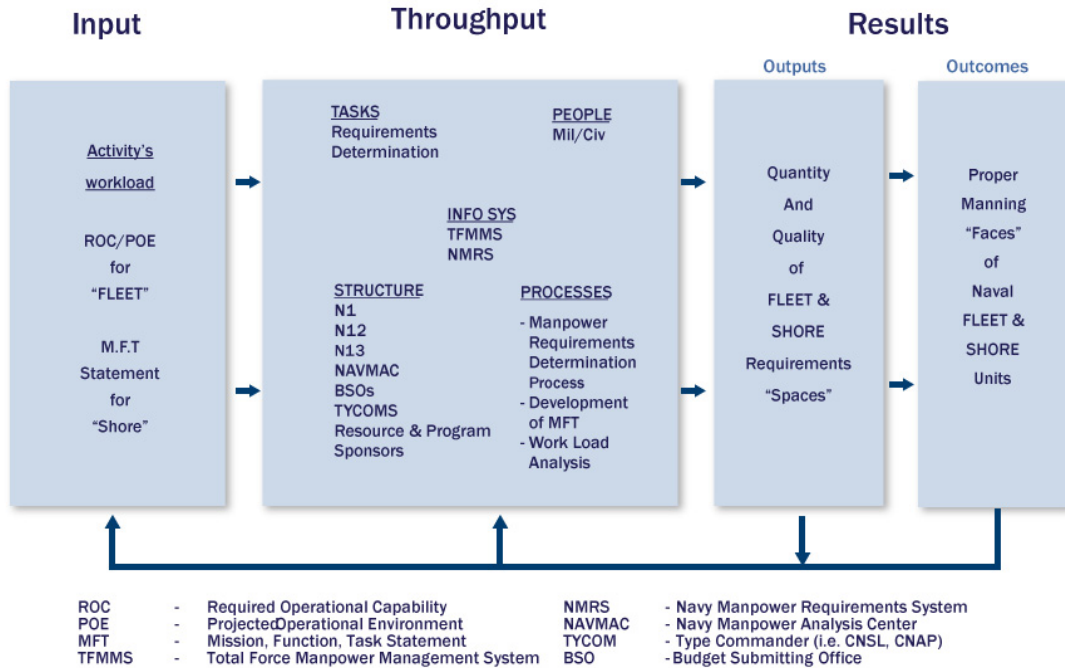 Input
Throughput
Results
Outputs
Outcomes
Activity's
workload
ROC/POE
for
"FLEET"
M.F.T
Statement
for
"Shore"
TASKS
Requirements
Determination
PEOPLE
Mil/Civ
INFO SYS
TFMMS
NMRS
STRUCTURE
N1
N12
N13
NAVMAC
BSOs
TYCOMS
Resource & Program
Sponsors
PROCESSES
- Manpower
Requirements
Determination
Process
- Development
of MFT
- Work Load
Analysis
Quantity
And
Quality
of
FLEET &
SHORE
Requirements
"Spaces"
Proper
Manning
"Faces"
of
Naval
FLEET &
SHORE
Units
ROC - Required Operational Capability
POE - Projected Operational Environment
MFT - Mission, Function, Task Statement
TFMMS - Total Force Manpower Management System
NMRS - Navy Manpower Requirements System
NAVMAC - Navy Manpower Analysis Center
TYCOM - Type Commander (i.e. CNSL, CNAP)
BSO - Budget Submitting Office